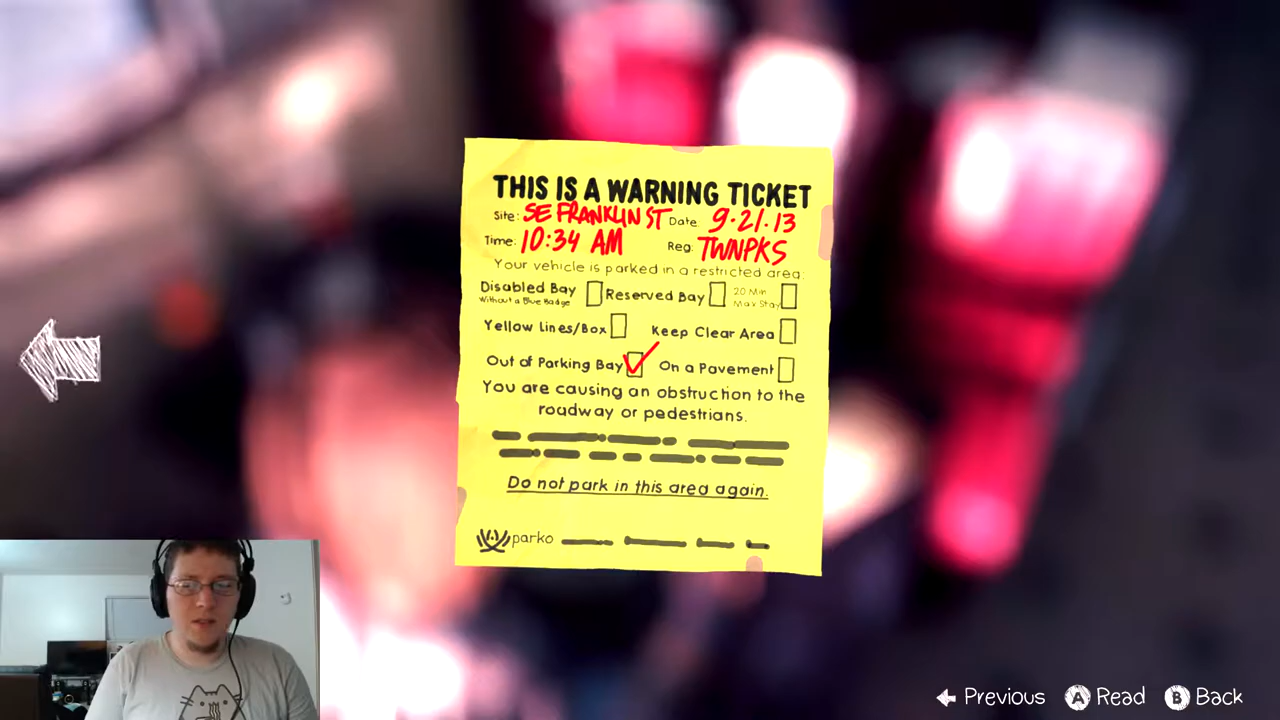 THIS IS A WARNING TICKET
Site: SE FRANKLIN ST Date 9.21.13
Time: 10:34 AM Reg: TWNPKS
Your vehicle is parked in a restricted area:
Disabled Bay Reserved Bay 20 Min
Without a Blue Badge Max Stay
Yellow Lines/Box Keep Clear Area
Out of Parking Bay On a Pavement
You are causing an obstruction to the
roadway or pedestrians.
Do not park in this area again.
parko
Previous A Read B Back